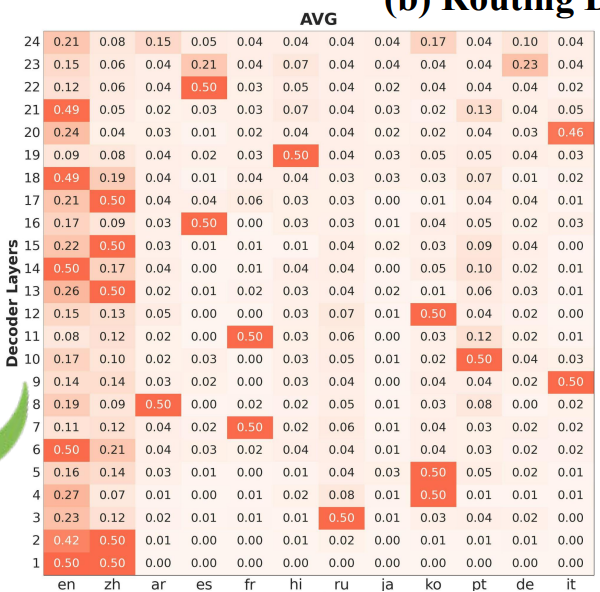 (b) Routing
AVG
Decoder Layers
24 0.21 0.08 0.15 0.05 0.04 0.04 0.04 0.04 0.17 0.04 0.10 0.04
23 0.15 0.06 0.04 0.21 0.04 0.07 0.04 0.04 0.04 0.04 0.23 0.04
22 0.12 0.06 0.04 0.50 0.03 0.05 0.04 0.02 0.04 0.04 0.04 0.02
21 0.49 0.05 0.02 0.03 0.03 0.07 0.04 0.03 0.02 0.13 0.04 0.05
20 0.24 0.04 0.03 0.01 0.02 0.04 0.04 0.02 0.02 0.04 0.03 0.46
19 0.09 0.08 0.04 0.02 0.03 0.50 0.04 0.03 0.05 0.05 0.04 0.03
18 0.49 0.19 0.04 0.01 0.04 0.04 0.03 0.03 0.03 0.07 0.01 0.02
17 0.21 0.50 0.04 0.04 0.06 0.03 0.03 0.00 0.01 0.04 0.04 0.01
16 0.17 0.09 0.03 0.50 0.00 0.03 0.03 0.01 0.04 0.05 0.02 0.03
15 0.22 0.50 0.03 0.01 0.01 0.01 0.04 0.02 0.03 0.09 0.04 0.00
14 0.50 0.17 0.04 0.00 0.01 0.04 0.04 0.00 0.05 0.10 0.02 0.01
13 0.26 0.50 0.02 0.01 0.02 0.03 0.04 0.02 0.01 0.06 0.03 0.01
12 0.15 0.13 0.05 0.00 0.00 0.03 0.07 0.01 0.50 0.04 0.02 0.00
11 0.08 0.12 0.02 0.00 0.50 0.03 0.06 0.00 0.03 0.12 0.02 0.01
10 0.17 0.10 0.02 0.03 0.00 0.03 0.05 0.01 0.02 0.50 0.04 0.03
9 0.14 0.14 0.03 0.02 0.00 0.03 0.04 0.00 0.04 0.04 0.02 0.50
8 0.19 0.09 0.50 0.00 0.02 0.02 0.05 0.01 0.03 0.08 0.00 0.02
7 0.11 0.12 0.04 0.02 0.50 0.02 0.06 0.01 0.04 0.03 0.02 0.02
6 0.50 0.21 0.04 0.03 0.02 0.04 0.04 0.01 0.04 0.03 0.02 0.02
5 0.16 0.14 0.03 0.01 0.00 0.01 0.04 0.03 0.50 0.05 0.02 0.01
4 0.27 0.07 0.01 0.00 0.01 0.02 0.08 0.01 0.50 0.01 0.01 0.01
3 0.23 0.12 0.02 0.01 0.01 0.01 0.50 0.01 0.03 0.04 0.02 0.00
2 0.42 0.50 0.01 0.00 0.00 0.01 0.02 0.00 0.01 0.01 0.01 0.00
1 0.50 0.50 0.00 0.00 0.00 0.00 0.00 0.00 0.00 0.00 0.00 0.00
en zh ar es fr hi ru ja ko pt de it